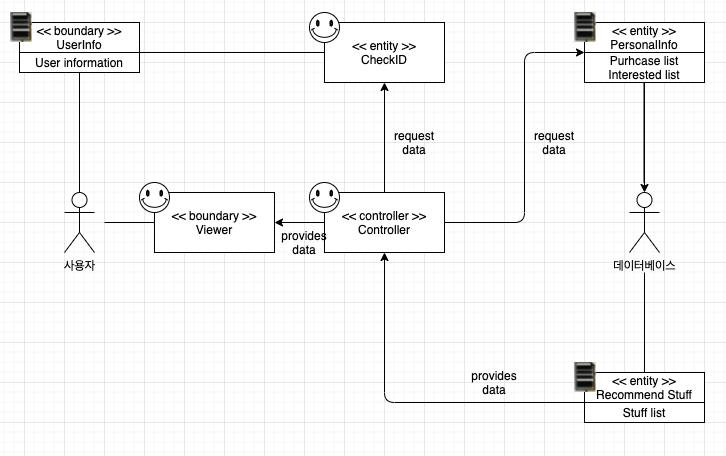 << boundary >>
UserInfo
User information
<< entity >>
CheckID
<< entity >>
PersonalInfo
Purhcase list
Interested list
request
data
request
data
<< boundary >>
Viewer
provides
data
<< controller >>
Controller
사용자
데이터베이스
provides
data
<< entity >>
Recommend Stuff
Stuff list